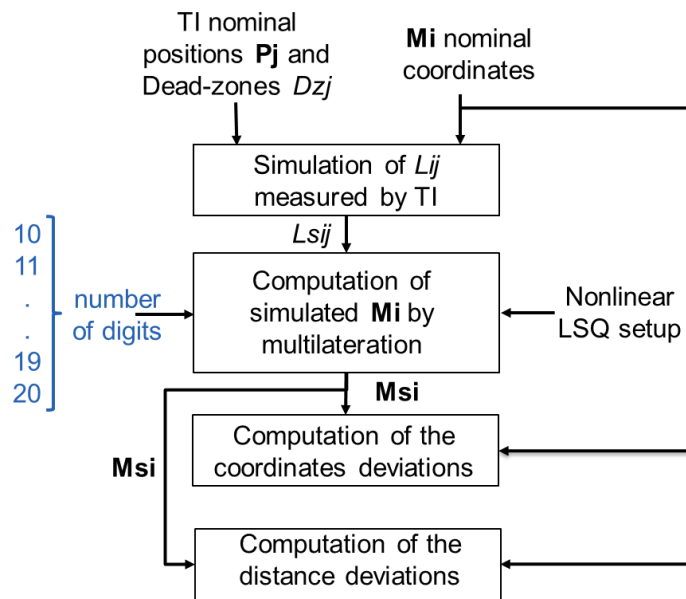 TI nominal
positions Pj and
Dead-zones Dzj
Mi nominal
coordinates
Simulation of Lij
measured by TI
Lsij
10
11
.
.
19
20
number
of digits
Computation of
simulated Mi by
multilateration
Nonlinear
LSQ setup
Msi
Computation of the
coordinates deviations
Msi
Computation of the
distance deviations